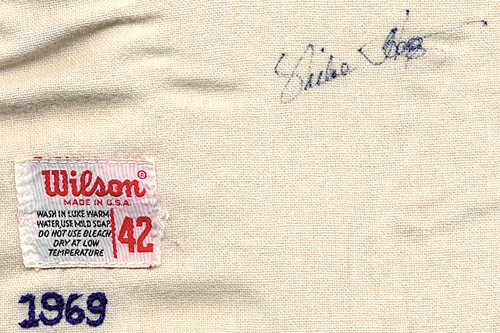 Wilson®
MADE IN U.S.A.
WASH IN LUKE WARM
WATER, USE MILD SOAP.
DO NOT USE BLEACH
DRY AT LOW
TEMPERATURE
42
1969